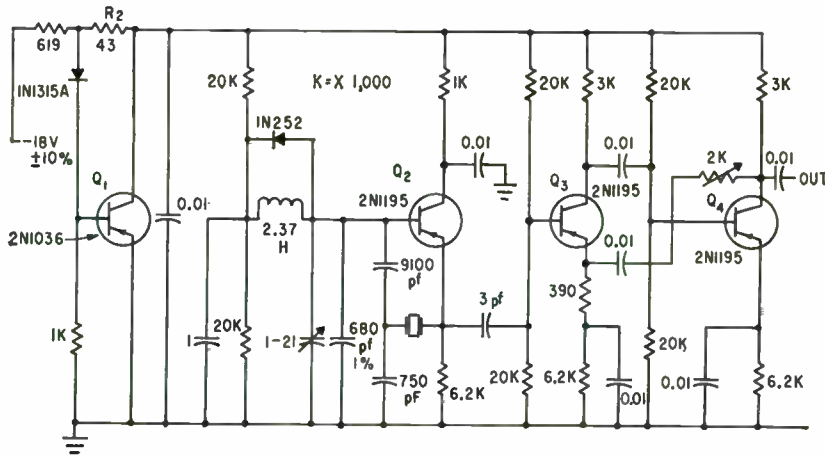 R2
619
43
1N1315A
--18V
±10%
Q1
2N1036
1K
0.01
20K
K=X 1,000
1N252
2.37
H
1
20K
1-21
680
pf
1%
9100
pf
750
pF
1K
0.01
Q2
2N1195
3 pf
6.2K
20K
20K
3K
0.01
Q3
2N1195
0.01
390
6.2K
0.01
20K
20K
2K
3K
0.01
OUT
Q4
2N1195
0.01
6.2K